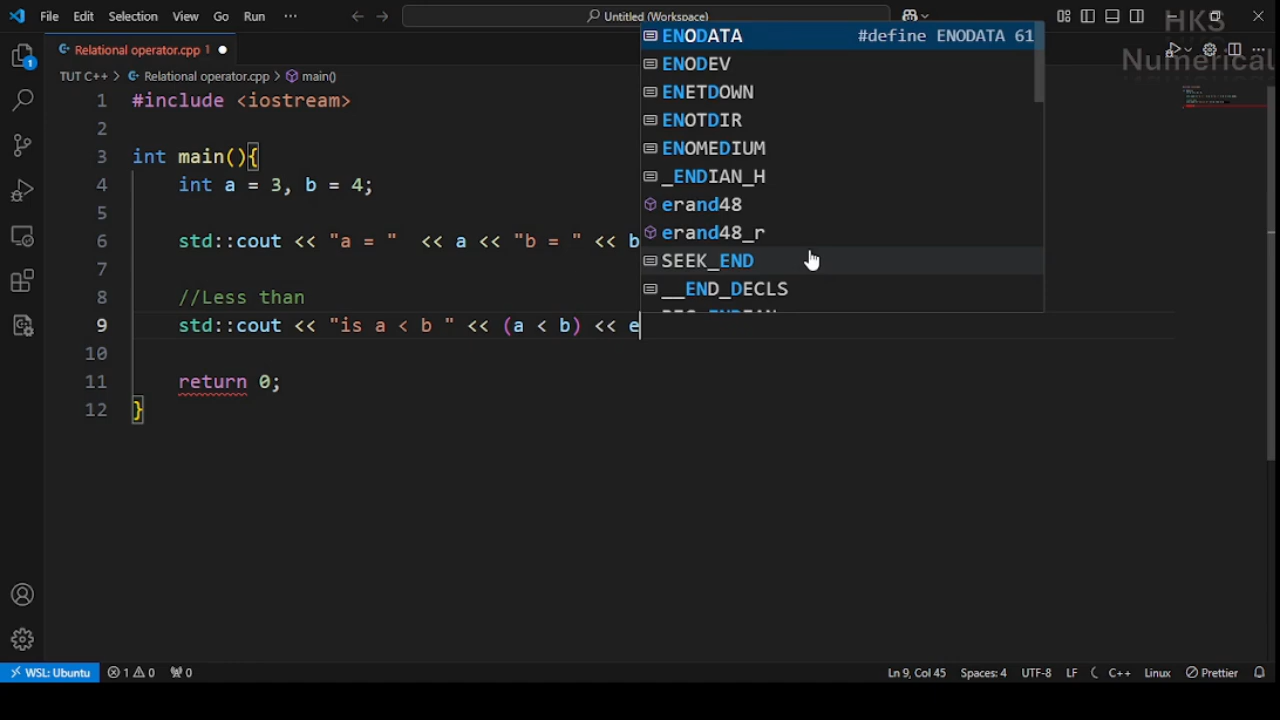 File Edit Selection View Go Run ··· Untitled (Workspace)
HKS
Numerical
Relational operator.cpp 1
TUT C++ > Relational operator.cpp > main()
1 #include <iostream>
2
3 int main(){
4 int a = 3, b = 4;
5
6 std::cout << "a = " << a << "b = " << b
7
8 //Less than
9 std::cout << "is a < b " << (a < b) << e
10
11 return 0;
12 }
ENODATA #define ENODATA 61
ENODEV
ENETDOWN
ENOTDIR
ENOMEDIUM
_ENDIAN_H
erand48
erand48_r
SEEK_END
__END_DECLS
1
WSL: Ubuntu 1 0 0 Ln 9, Col 45 Spaces: 4 UTF-8 LF C++ Linux Prettier